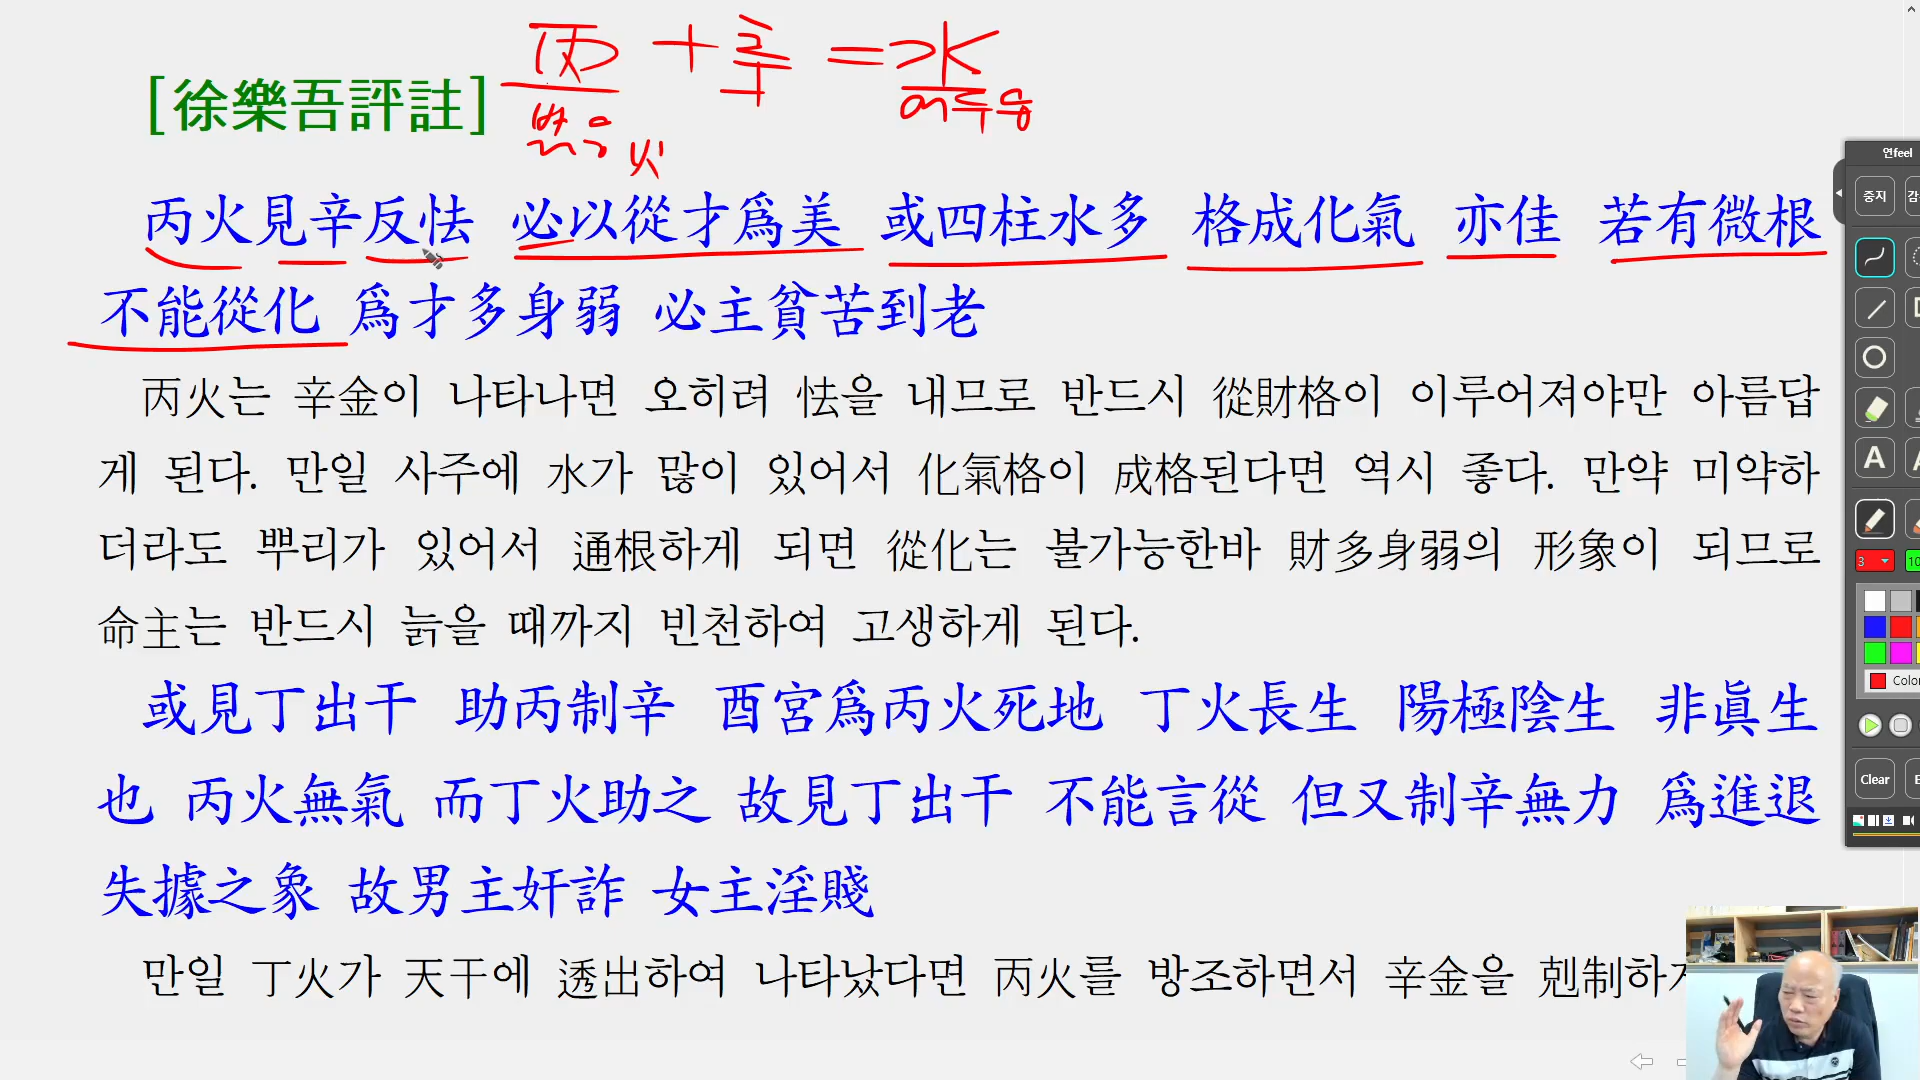 丙 + 辛 = 水
밝음 어두움
火
[徐樂吾評註]
丙火見辛反怯 必以從才爲美 或四柱水多 格成化氣 亦佳 若有微根
不能從化 爲才多身弱 必主貧苦到老
丙火는 辛金이 나타나면 오히려 怯을 내므로 반드시 從財格이 이루어져야만 아름답
게 된다. 만일 사주에 水가 많이 있어서 化氣格이 成格된다면 역시 좋다. 만약 미약하
더라도 뿌리가 있어서 通根하게 되면 從化는 불가능한바 財多身弱의 形象이 되므로
命主는 반드시 늙을 때까지 빈천하여 고생하게 된다.
或見丁出干 助丙制辛 酉宮爲丙火死地 丁火長生 陽極陰生 非眞生
也 丙火無氣 而丁火助之 故見丁出干 不能言從 但又制辛無力 爲進退
失據之象 故男主奸詐 女主淫賤
만일 丁火가 天干에 透出하여 나타났다면 丙火를 방조하면서 辛金을 剋制하
연feel
중지 감
A
3 10
Color
Clear E